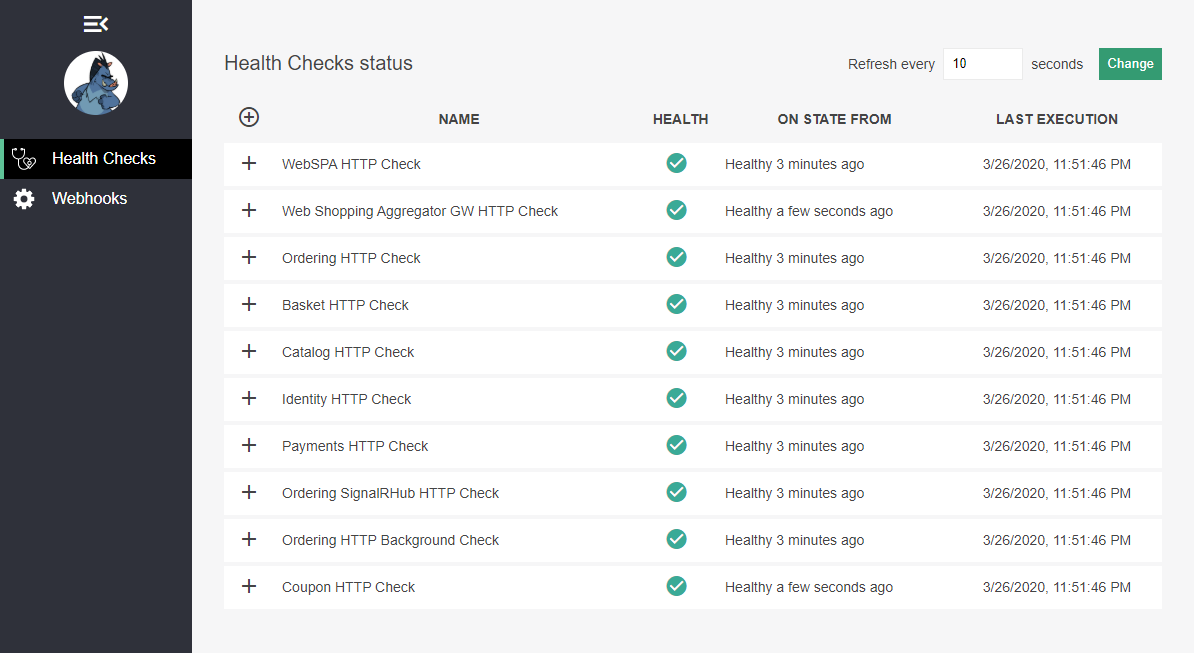 Health Checks status
Refresh every 10 seconds Change
NAME HEALTH ON STATE FROM LAST EXECUTION
Health Checks
Webhooks
WebSPA HTTP Check Healthy 3 minutes ago 3/26/2020, 11:51:46 PM
Web Shopping Aggregator GW HTTP Check Healthy a few seconds ago 3/26/2020, 11:51:46 PM
Ordering HTTP Check Healthy 3 minutes ago 3/26/2020, 11:51:46 PM
Basket HTTP Check Healthy 3 minutes ago 3/26/2020, 11:51:46 PM
Catalog HTTP Check Healthy 3 minutes ago 3/26/2020, 11:51:46 PM
Identity HTTP Check Healthy 3 minutes ago 3/26/2020, 11:51:46 PM
Payments HTTP Check Healthy 3 minutes ago 3/26/2020, 11:51:46 PM
Ordering SignalRHub HTTP Check Healthy 3 minutes ago 3/26/2020, 11:51:46 PM
Ordering HTTP Background Check Healthy 3 minutes ago 3/26/2020, 11:51:46 PM
Coupon HTTP Check Healthy a few seconds ago 3/26/2020, 11:51:46 PM